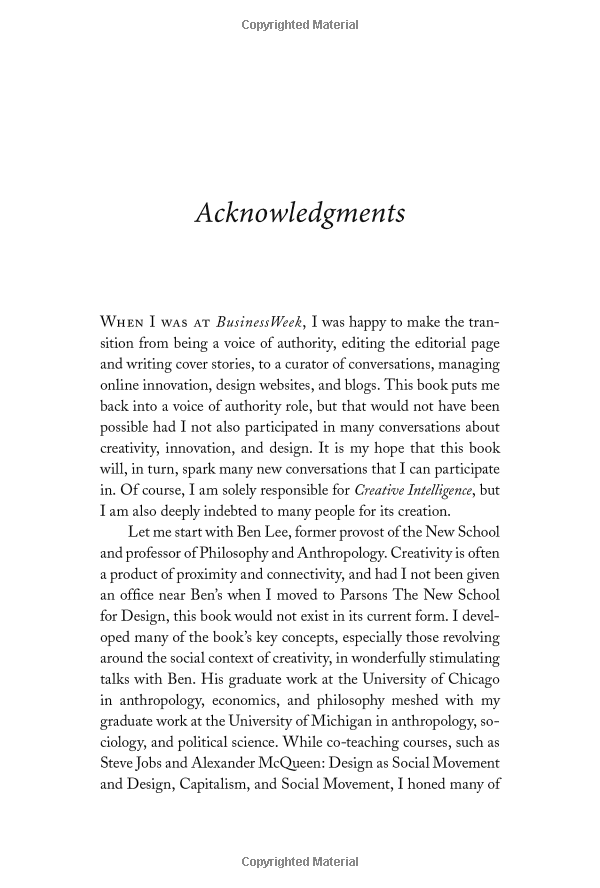 Copyrighted Material
Acknowledgments
WHEN I WAS AT BusinessWeek, I was happy to make the tran-
sition from being a voice of authority, editing the editorial page
and writing cover stories, to a curator of conversations, managing
online innovation, design websites, and blogs. This book puts me
back into a voice of authority role, but that would not have been
possible had I not also participated in many conversations about
creativity, innovation, and design. It is my hope that this book
will, in turn, spark many new conversations that I can participate
in. Of course, I am solely responsible for Creative Intelligence, but
I am also deeply indebted to many people for its creation.
Let me start with Ben Lee, former provost of the New School
and professor of Philosophy and Anthropology. Creativity is often
a product of proximity and connectivity, and had I not been given
an office near Ben's when I moved to Parsons The New School
for Design, this book would not exist in its current form. I devel-
oped many of the book's key concepts, especially those revolving
around the social context of creativity, in wonderfully stimulating
talks with Ben. His graduate work at the University of Chicago
in anthropology, economics, and philosophy meshed with my
graduate work at the University of Michigan in anthropology, so-
ciology, and political science. While co-teaching courses, such as
Steve Jobs and Alexander McQueen: Design as Social Movement
and Design, Capitalism, and Social Movement, I honed many of
Copyrighted Material